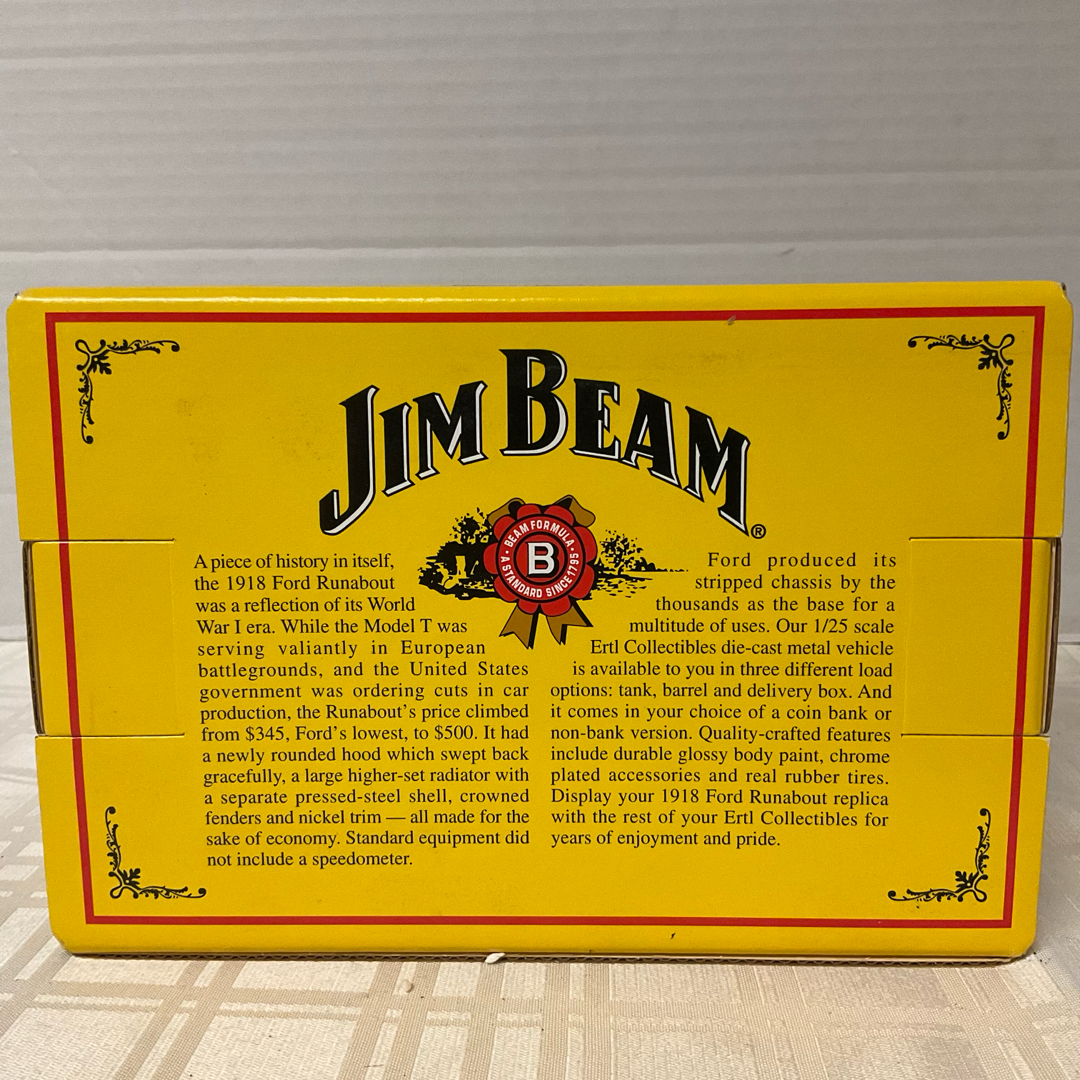 JIM BEAM
®
BEAM FORMULA
B
A STANDARD SINCE 1795
A piece of history in itself,
the 1918 Ford Runabout
was a reflection of its World
War I era. While the Model T was
serving valiantly in European
battlegrounds, and the United States
government was ordering cuts in car
production, the Runabout's price climbed
from $345, Ford's lowest, to $500. It had
a newly rounded hood which swept back
gracefully, a large higher-set radiator with
a separate pressed-steel shell, crowned
fenders and nickel trim — all made for the
sake of economy. Standard equipment did
not include a speedometer.
Ford produced its
stripped chassis by the
thousands as the base for a
multitude of uses. Our 1/25 scale
Ertl Collectibles die-cast metal vehicle
is available to you in three different load
options: tank, barrel and delivery box. And
it comes in your choice of a coin bank or
non-bank version. Quality-crafted features
include durable glossy body paint, chrome
plated accessories and real rubber tires.
Display your 1918 Ford Runabout replica
with the rest of your Ertl Collectibles for
years of enjoyment and pride.